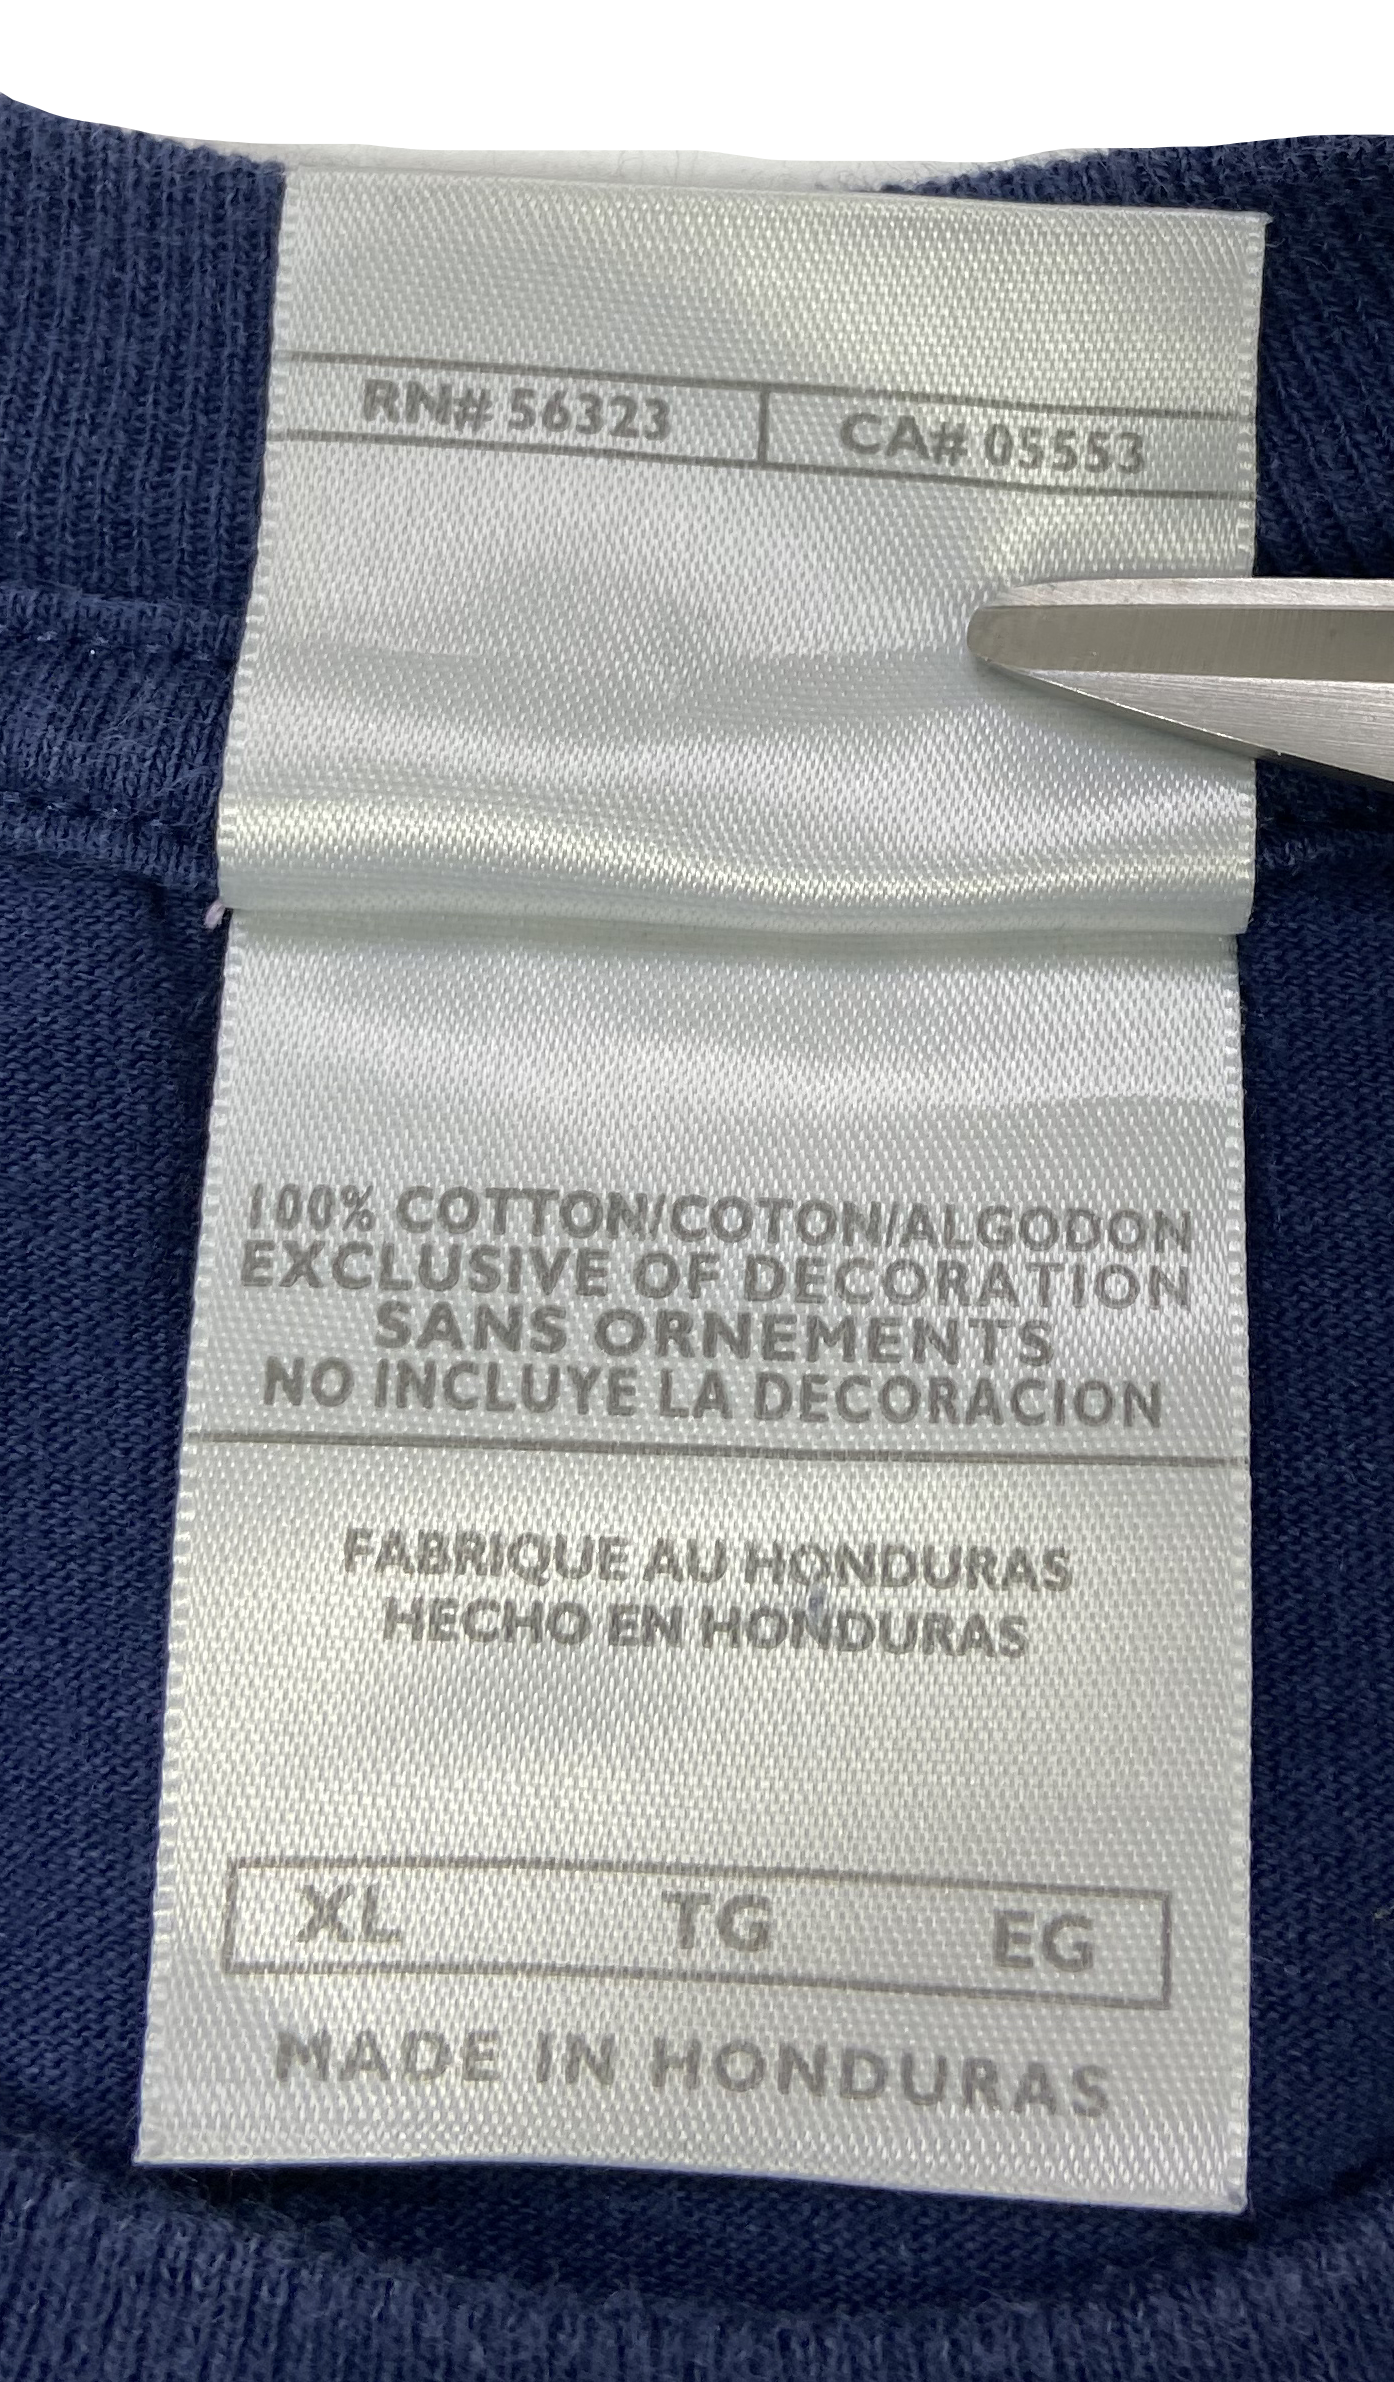 RN# 56323 CA# 05553
100% COTTON/COTON/ALGODON
EXCLUSIVE OF DECORATION
SANS ORNEMENTS
NO INCLUYE LA DECORACION
FABRIQUE AU HONDURAS
HECHO EN HONDURAS
XL TG EG
MADE IN HONDURAS